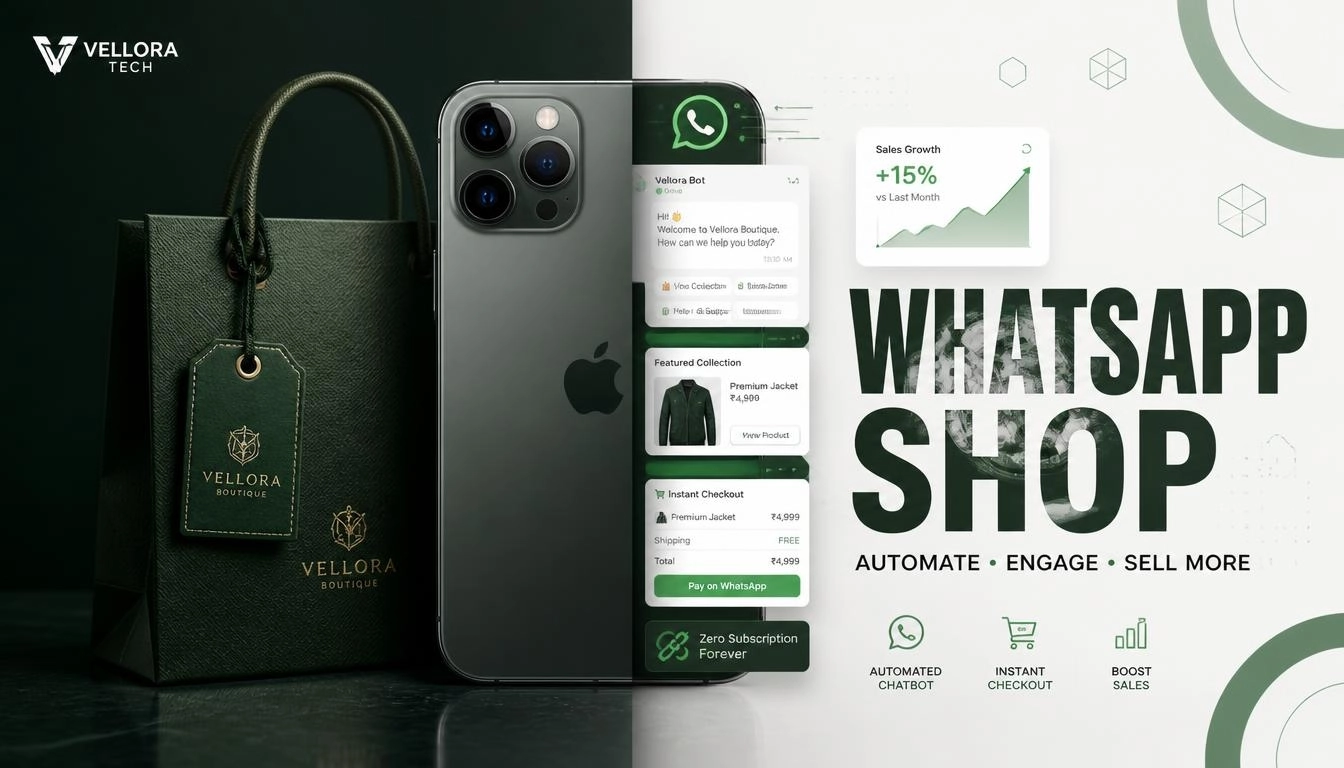 VELLORA
TECH
VELLORA
BOUTIQUE
VELLORA
BOUTIQUE
Vellora Bot
Hi!
Welcome to Vellora Boutique.
How can we help you today?
Featured Collection
Premium Jacket
₹4,999
View Product
Instant Checkout
Premium Jacket ₹4,999
Shipping FREE
Total ₹4,999
Pay on WhatsApp
Zero Subscription
Forever
Sales Growth
+15%
vs Last Month
WHATSAPP
SHOP
AUTOMATE • ENGAGE • SELL MORE
AUTOMATED
CHATBOT
INSTANT
CHECKOUT
BOOST
SALES